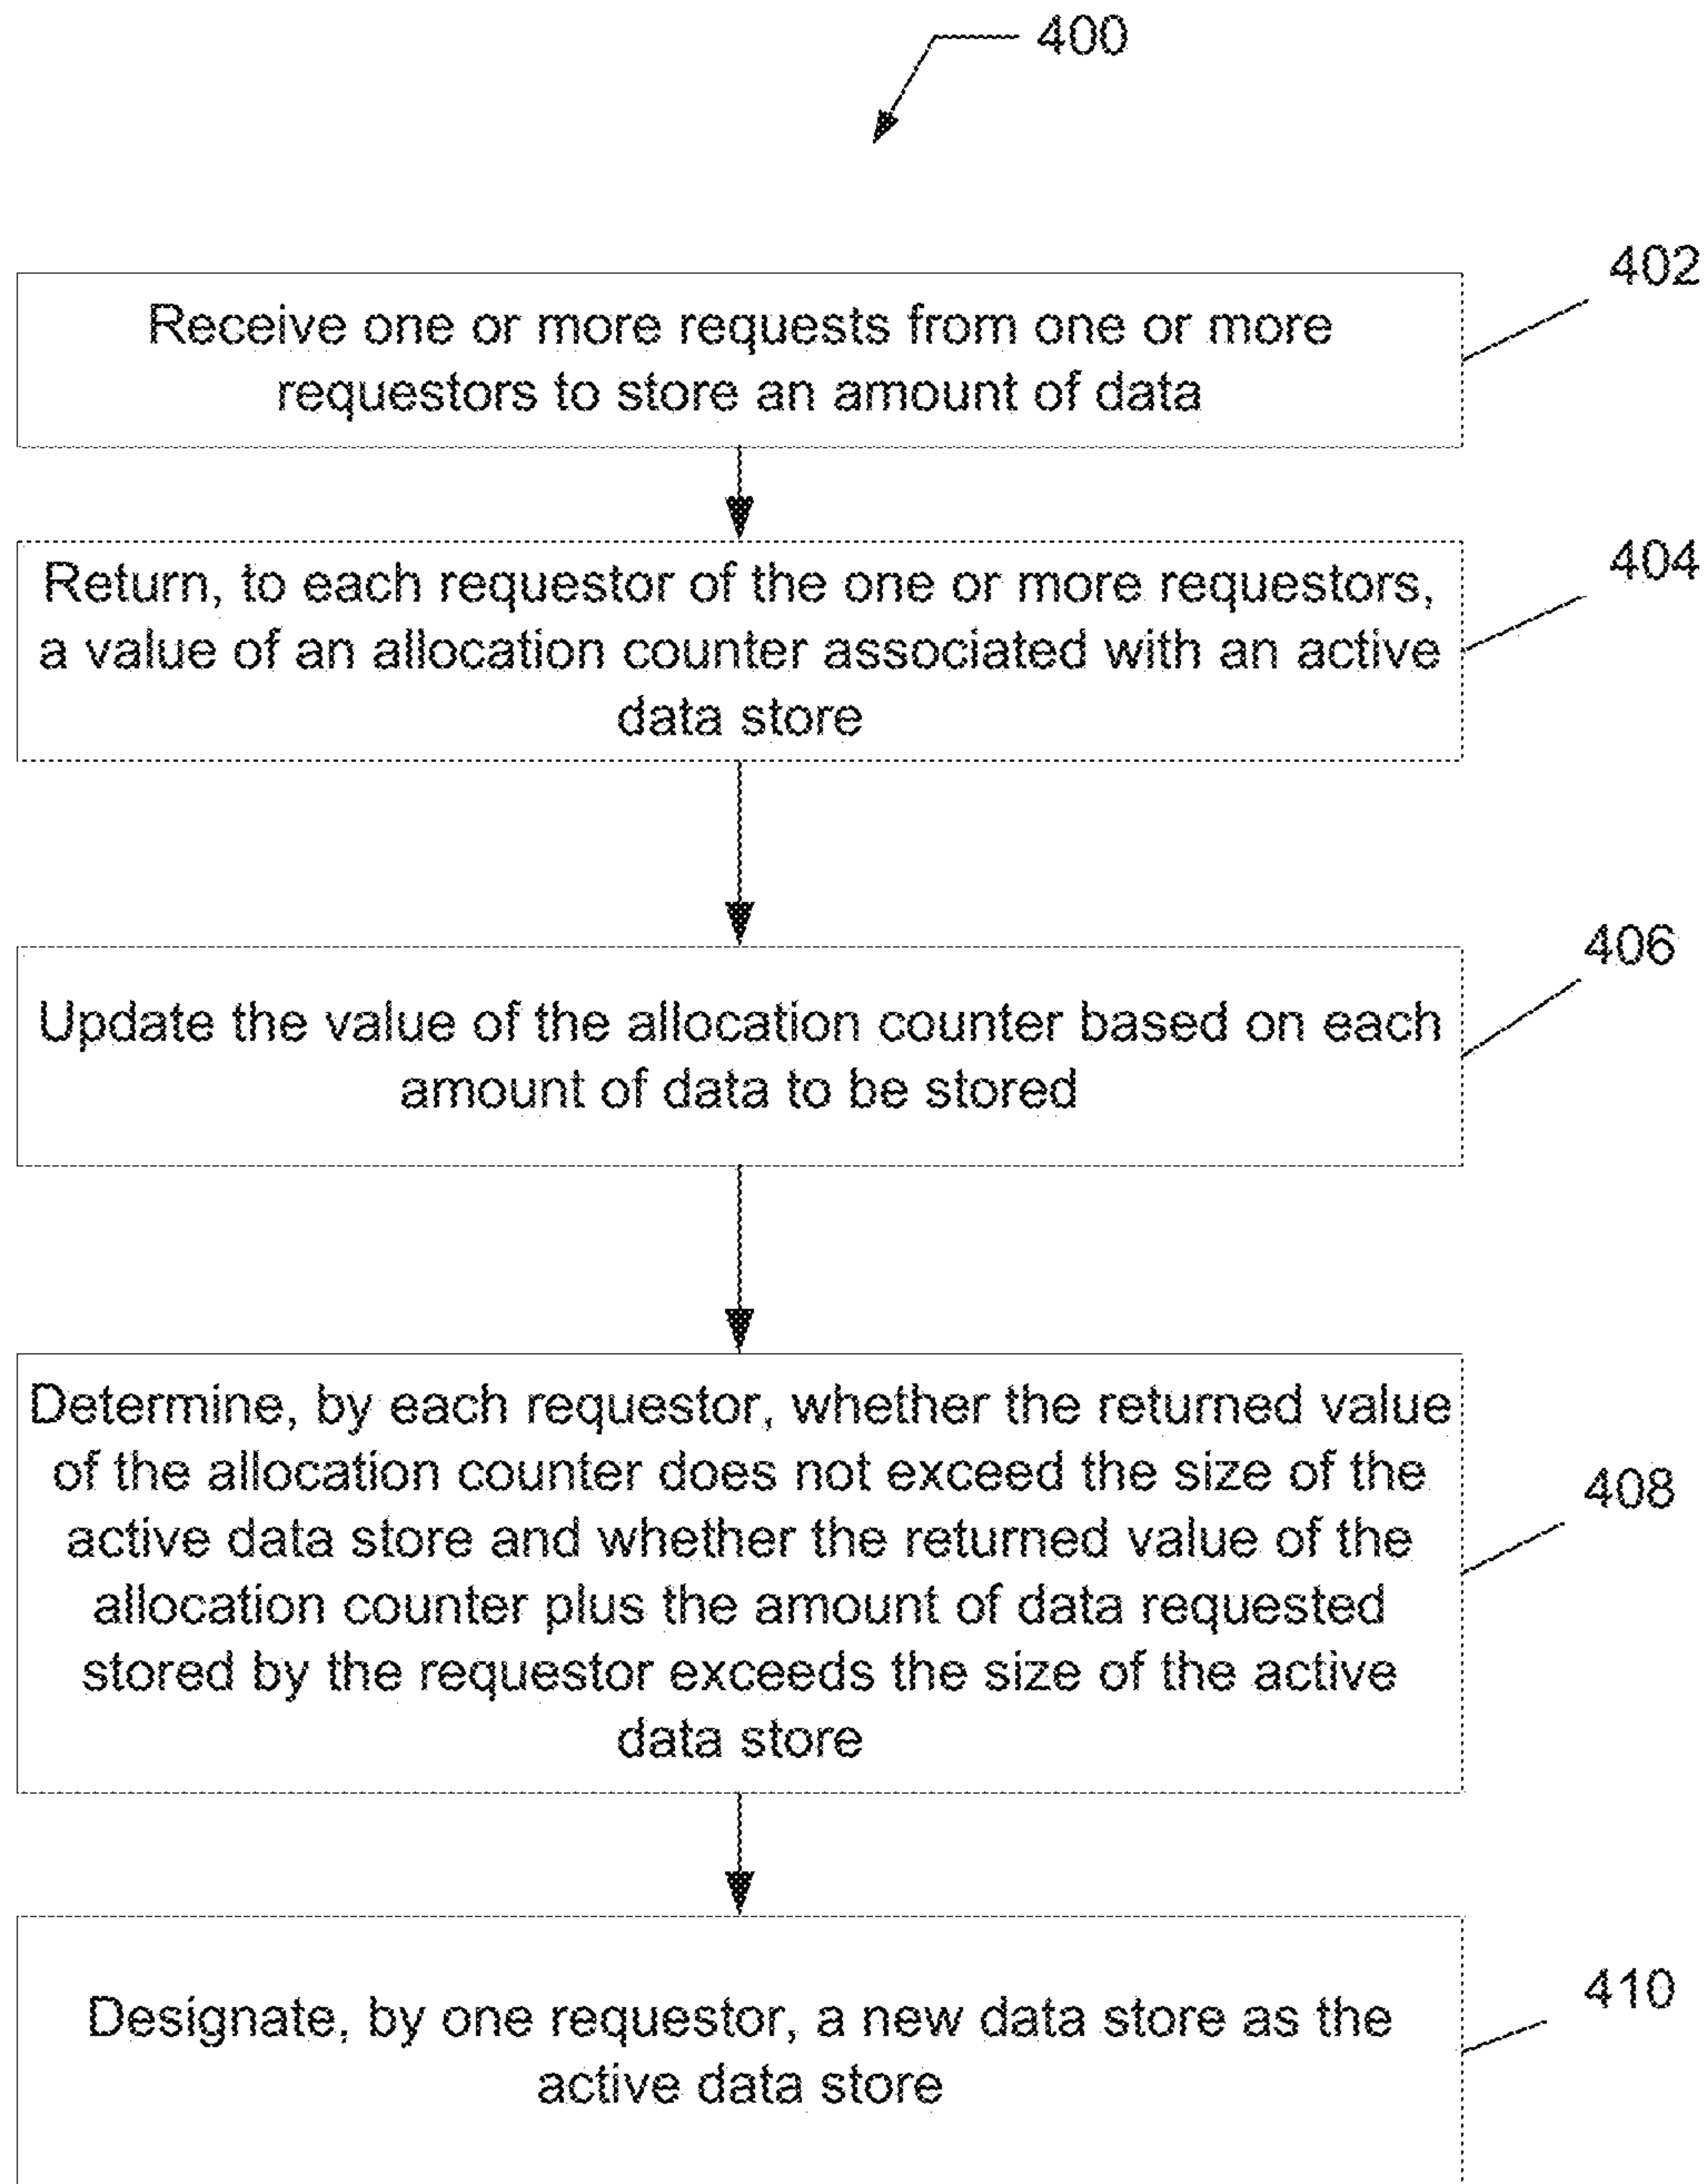 400
402
Receive one or more requests from one or more
requestors to store an amount of data
404
Return, to each requestor of the one or more requestors,
a value of an allocation counter associated with an active
data store
406
Update the value of the allocation counter based on each
amount of data to be stored
Determine, by each requestor, whether the returned value
of the allocation counter does not exceed the size of the
active data store and whether the returned value of the
allocation counter plus the amount of data requested
stored by the requestor exceeds the size of the active
data store
408
Designate, by one requestor, a new data store as the
active data store
410